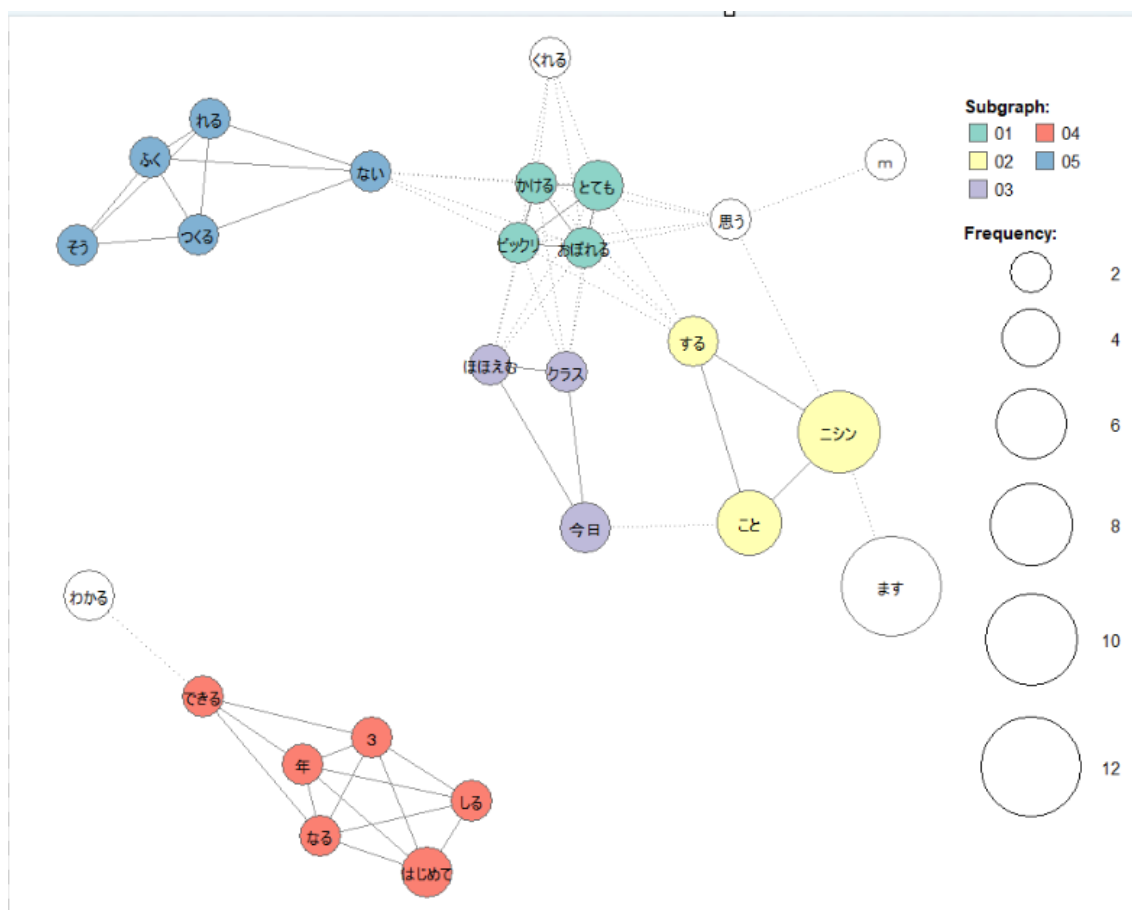 くれる
れる
ふく
ない
かける
とても
m
そう
つくる
ビックリ
おぼれる
思う
する
ほほえむ
クラス
ニシン
今日
こと
ます
わかる
できる
3
年
しる
なる
はじめて
Subgraph:
01 04
02 05
03
Frequency:
2
4
6
8
10
12